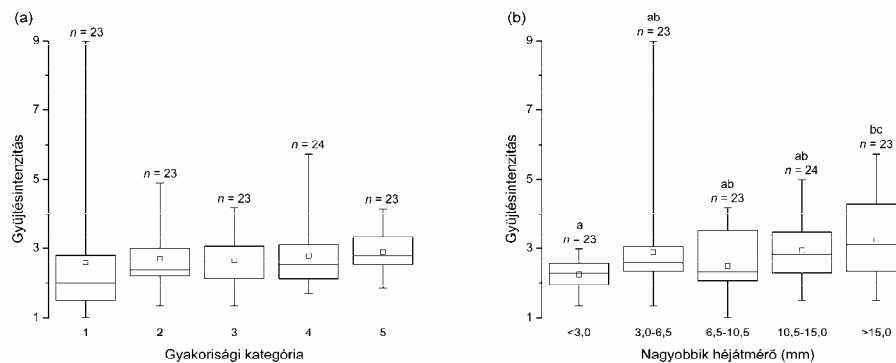 (a)
n = 23
n = 23
n = 23
n = 24
n = 23
Gyűjtésintenzitás
9
7
5
3
1
1 2 3 4 5
Gyakorisági kategória
(b)
ab
n = 23
a
n = 23
ab
n = 23
ab
n = 24
bc
n = 23
Gyűjtésintenzitás
9
7
5
3
1
<3,0 3,0-6,5 6,5-10,5 10,5-15,0 >15,0
Nagyobbik héjátmérő (mm)